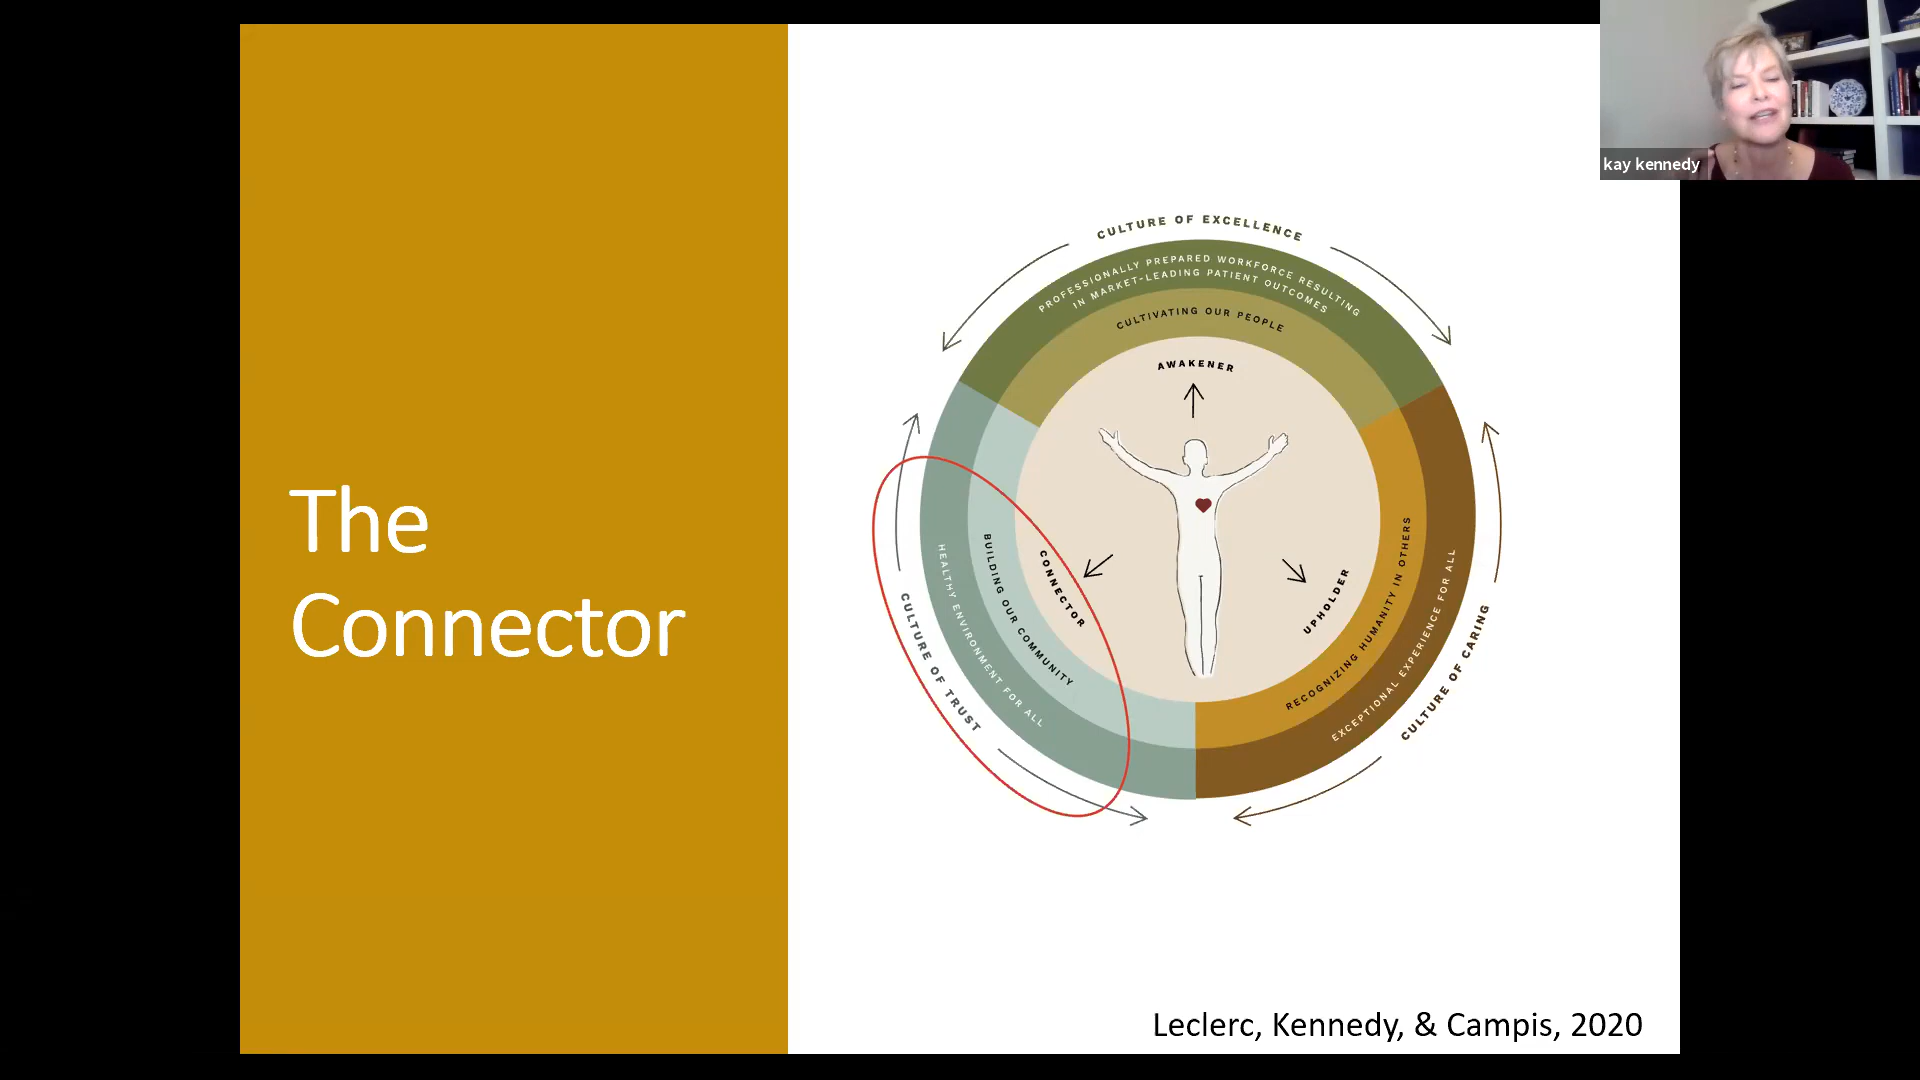 kay kennedy
The
Connector
CULTURE OF EXCELLENCE
PROFESSIONALLY PREPARED WORKFORCE RESULTING
IN MARKET-LEADING PATIENT OUTCOMES
CULTIVATING OUR PEOPLE
AWAKENER
CONNECTOR
BUILDING OUR COMMUNITY
HEALTHY ENVIRONMENT FOR ALL
CULTURE OF TRUST
UPHOLDER
RECOGNIZING HUMANITY IN OTHERS
EXCEPTIONAL EXPERIENCE FOR ALL
CULTURE OF CARING
Leclerc, Kennedy, & Campis, 2020